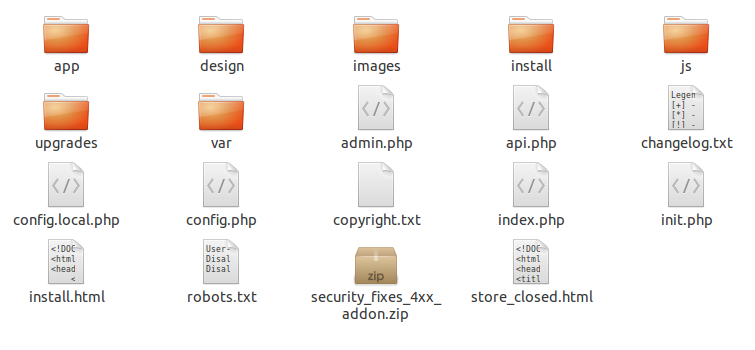 app design images install js
upgrades var admin.php api.php Legen
[+] -
[*] -
[!] -
changelog.txt
config.local.php config.php copyright.txt index.php init.php
<!DOC
<html
<head
<
install.html
User-
Disal
Disal
robots.txt
zip
security_fixes_4xx_
addon.zip
<!DOC
<html
<head
<titl
store_closed.html